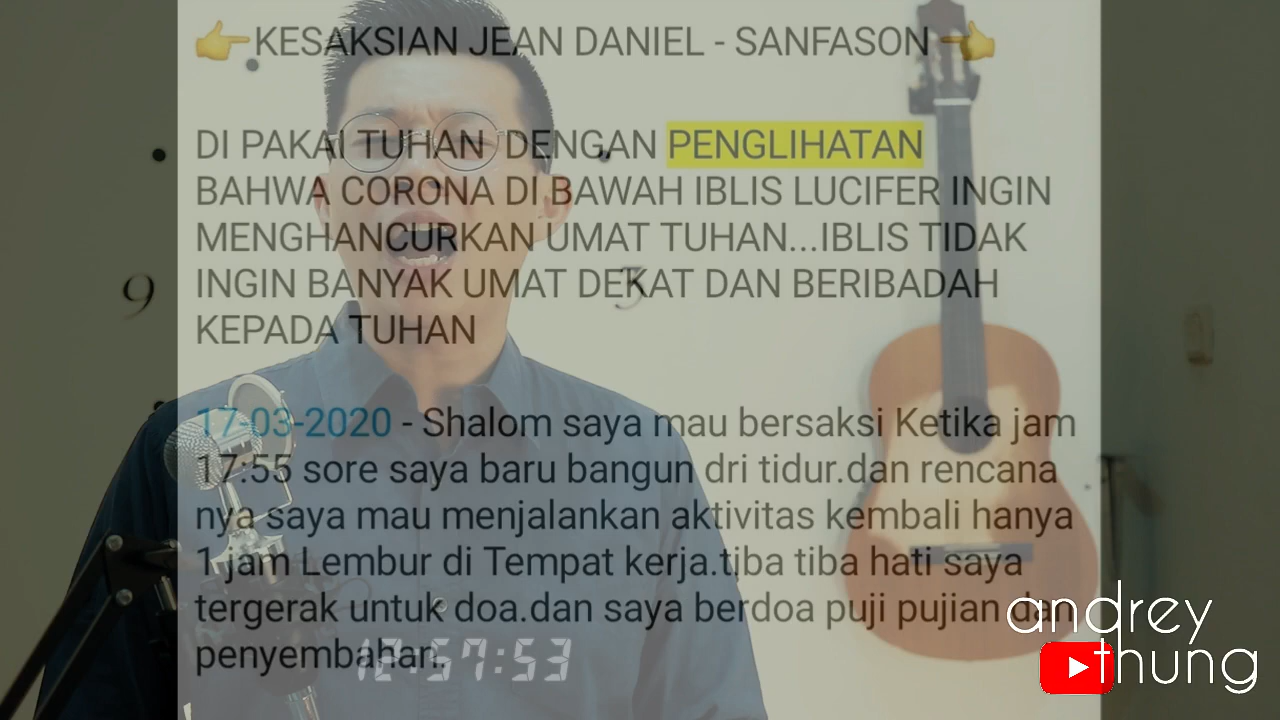 👉KESAKSIAN JEAN DANIEL - SANFASON 👈
DI PAKAI TUHAN DENGAN PENGLIHATAN
BAHWA CORONA DI BAWAH IBLIS LUCIFER INGIN
MENGHANCURKAN UMAT TUHAN...IBLIS TIDAK
INGIN BANYAK UMAT DEKAT DAN BERIBADAH
KEPADA TUHAN
9 3
17-03-2020 - Shalom saya mau bersaksi Ketika jam
17:55 sore saya baru bangun dri tidur.dan rencana
nya saya mau menjalankan aktivitas kembali hanya
1 jam Lembur di Tempat kerja.tiba tiba hati saya
tergerak untuk doa.dan saya berdoa puji pujian dan
penyembahan.
12:57:53
andrey
thung